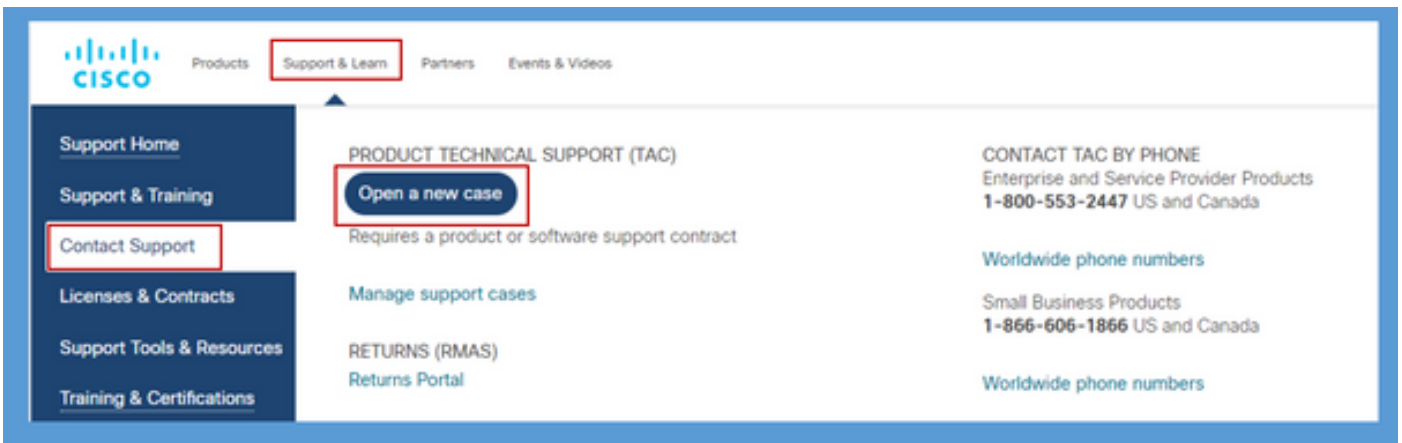 CISCO
Products Support & Learn Partners Events & Videos
Support Home
Support & Training
Contact Support
Licenses & Contracts
Support Tools & Resources
Training & Certifications
PRODUCT TECHNICAL SUPPORT (TAC)
Open a new case
Requires a product or software support contract
Manage support cases
RETURNS (RMAS)
Returns Portal
CONTACT TAC BY PHONE
Enterprise and Service Provider Products
1-800-553-2447 US and Canada
Worldwide phone numbers
Small Business Products
1-866-606-1866 US and Canada
Worldwide phone numbers